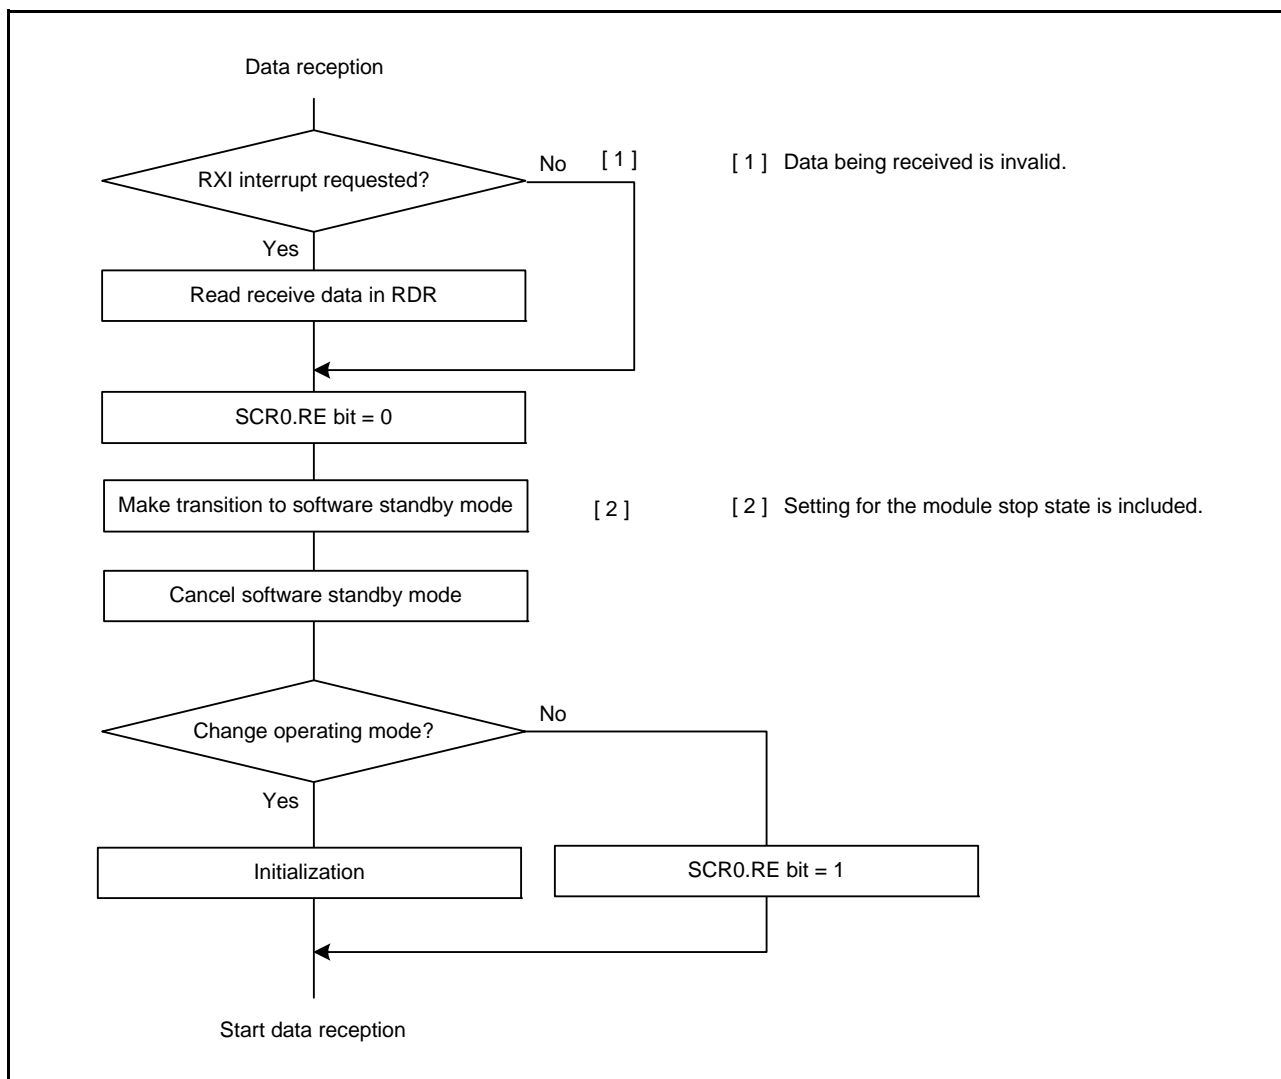 Data reception
RXI interrupt requested?
No
[ 1 ]
[ 1 ] Data being received is invalid.
Yes
Read receive data in RDR
SCR0.RE bit = 0
Make transition to software standby mode
[ 2 ]
[ 2 ] Setting for the module stop state is included.
Cancel software standby mode
Change operating mode?
No
Yes
Initialization
SCR0.RE bit = 1
Start data reception